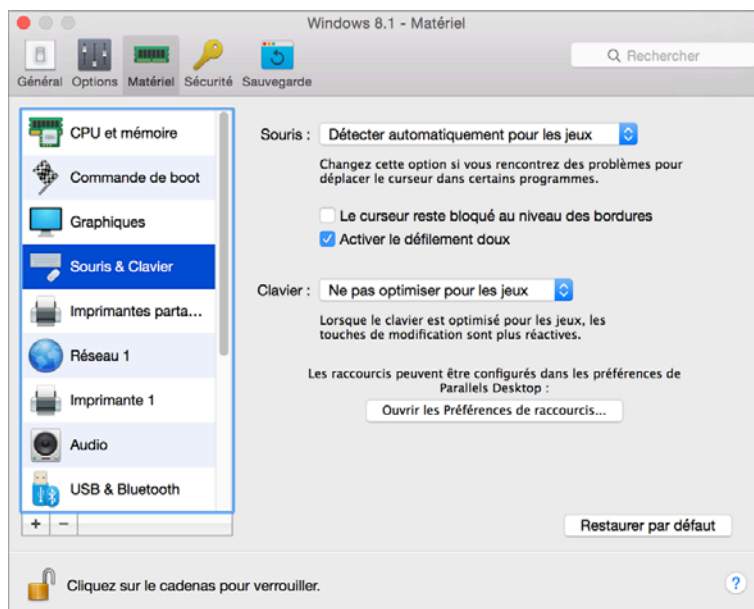 Windows 8.1 - Matériel
Général Options Matériel Sécurité Sauvegarde
Rechercher
CPU et mémoire
Commande de boot
Graphiques
Souris & Clavier
Imprimantes parta...
Réseau 1
Imprimante 1
Audio
USB & Bluetooth
+ −
Souris : Détecter automatiquement pour les jeux
Changez cette option si vous rencontrez des problèmes pour
déplacer le curseur dans certains programmes.
Le curseur reste bloqué au niveau des bordures
Activer le défilement doux
Clavier : Ne pas optimiser pour les jeux
Lorsque le clavier est optimisé pour les jeux, les
touches de modification sont plus réactives.
Les raccourcis peuvent être configurés dans les préférences de
Parallels Desktop :
Ouvrir les Préférences de raccourcis...
Restaurer par défaut
Cliquez sur le cadenas pour verrouiller.
?